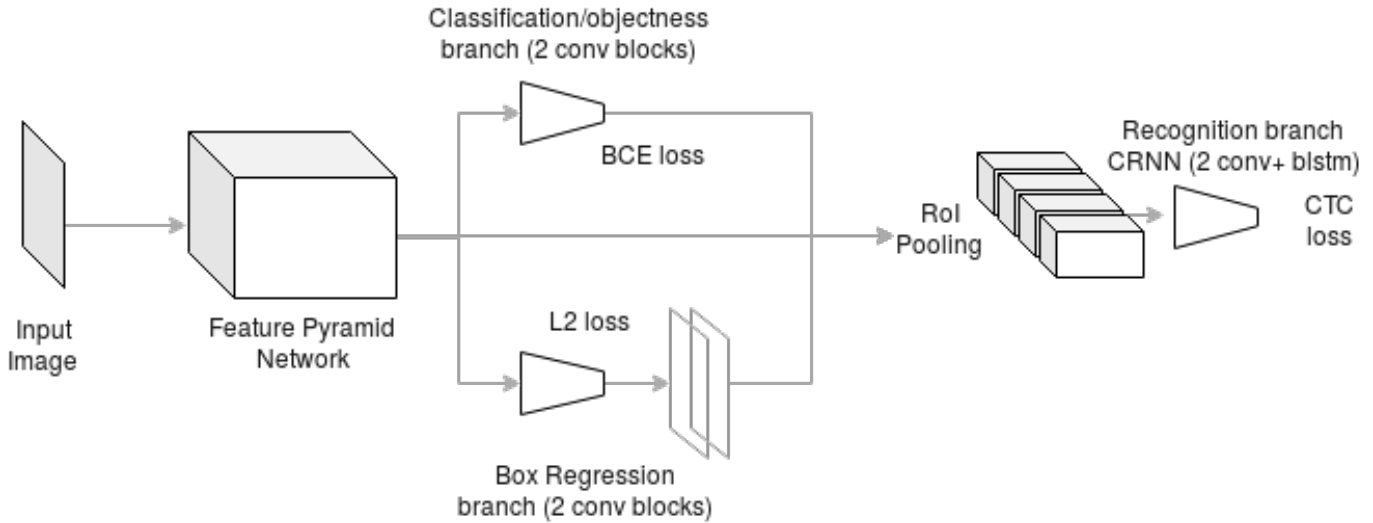 Classification/objectness
branch (2 conv blocks)
BCE loss
Input
Image
Feature Pyramid
Network
L2 loss
Box Regression
branch (2 conv blocks)
RoI
Pooling
Recognition branch
CRNN (2 conv+ blstm)
CTC
loss